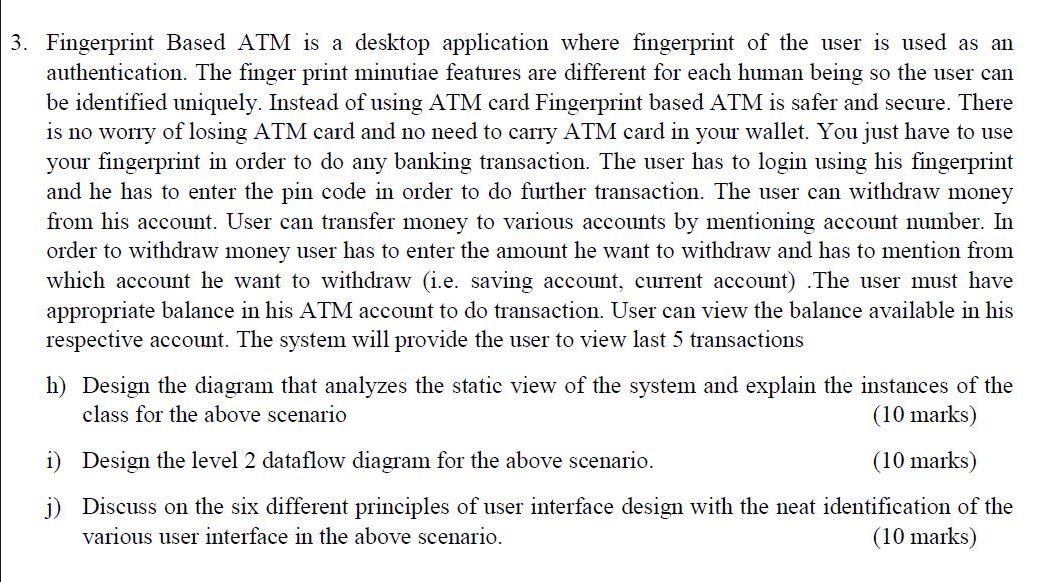 3. Fingerprint Based ATM is a desktop application where fingerprint of the user is used as an
authentication. The finger print minutiae features are different for each human being so the user can
be identified uniquely. Instead of using ATM card Fingerprint based ATM is safer and secure. There
is no worry of losing ATM card and no need to carry ATM card in your wallet. You just have to use
your fingerprint in order to do any banking transaction. The user has to login using his fingerprint
and he has to enter the pin code in order to do further transaction. The user can withdraw money
from his account. User can transfer money to various accounts by mentioning account number. In
order to withdraw money user has to enter the amount he want to withdraw and has to mention from
which account he want to withdraw (i.e. saving account, current account) .The user must have
appropriate balance in his ATM account to do transaction. User can view the balance available in his
respective account. The system will provide the user to view last 5 transactions
h) Design the diagram that analyzes the static view of the system and explain the instances of the
class for the above scenario (10 marks)
i) Design the level 2 dataflow diagram for the above scenario. (10 marks)
j) Discuss on the six different principles of user interface design with the neat identification of the
various user interface in the above scenario. (10 marks)